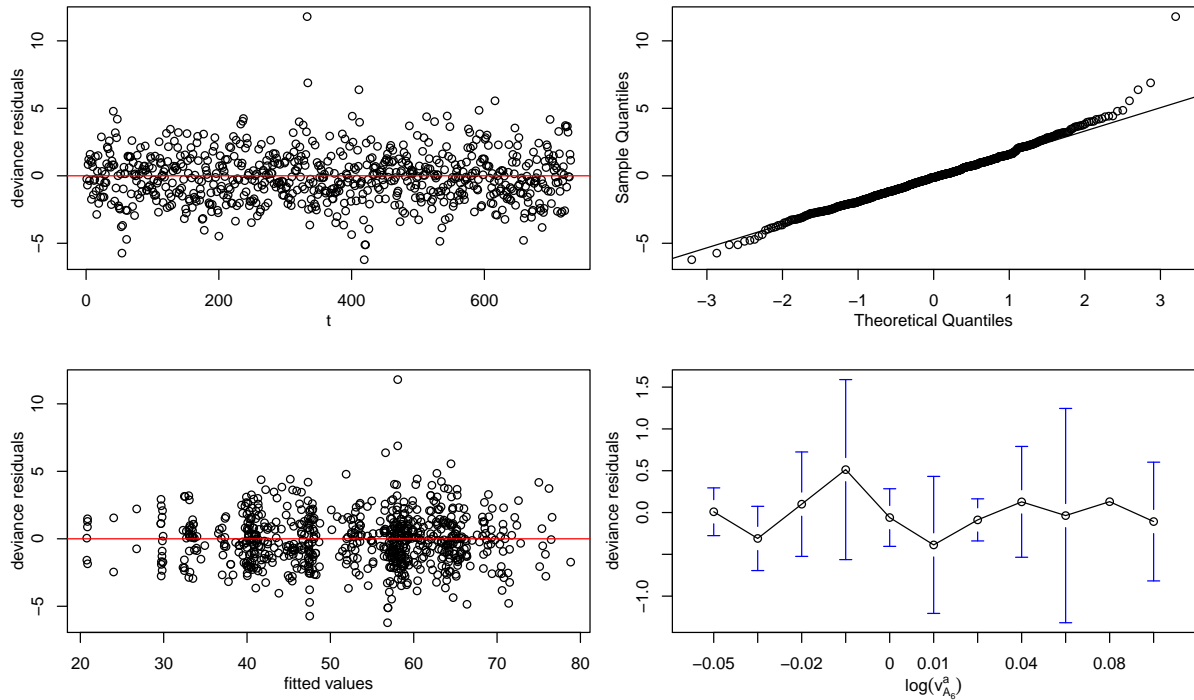 10
5
0
−5
0 200 400 600
deviance residuals
t
10
5
0
−5
−3 −2 −1 0 1 2 3
Sample Quantiles
Theoretical Quantiles
10
5
0
−5
20 30 40 50 60 70 80
deviance residuals
fitted values
1.5
0.5
0.0
−1.0
−0.05 −0.02 0 0.01 0.04 0.08
deviance residuals
log(v^a_{A_6})